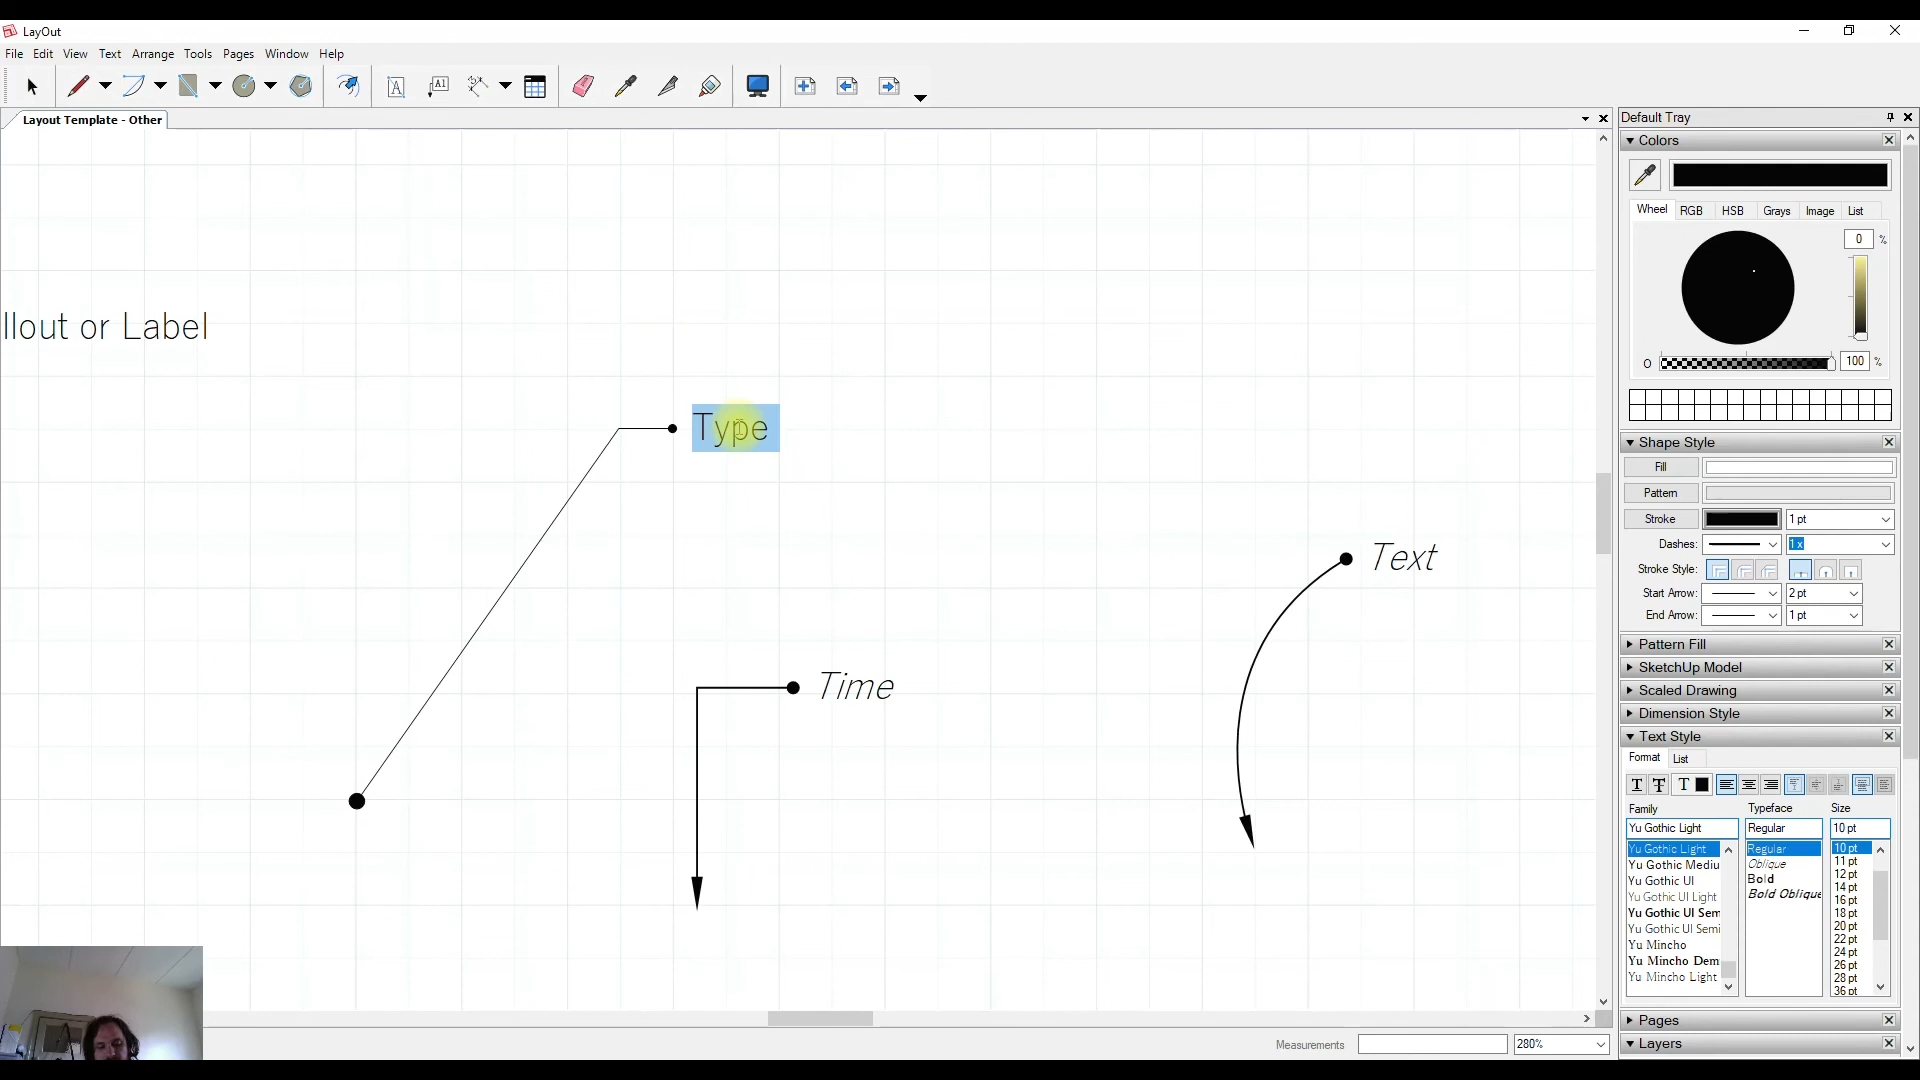 LayOut
File Edit View Text Arrange Tools Pages Window Help
Layout Template - Other
llout or Label
Type
Text
Time
Measurements
280%
Default Tray
Colors
Wheel RGB HSB Grays Image List
0 %
O 100 %
Shape Style
Fill
Pattern
Stroke 1 pt
Dashes: 1 x
Stroke Style:
Start Arrow: 2 pt
End Arrow: 1 pt
Pattern Fill
SketchUp Model
Scaled Drawing
Dimension Style
Text Style
Format List
Family Typeface Size
Yu Gothic Light Regular 10 pt
Yu Gothic Light Regular 10 pt
Yu Gothic Mediu Oblique 11 pt
Yu Gothic UI Bold 12 pt
Yu Gothic UI Light Bold Oblique 14 pt
Yu Gothic UI Sem 16 pt
Yu Gothic UI Semi 18 pt
Yu Mincho 20 pt
Yu Mincho Dem 22 pt
Yu Mincho Light 24 pt
26 pt
28 pt
36 pt
Pages
Layers